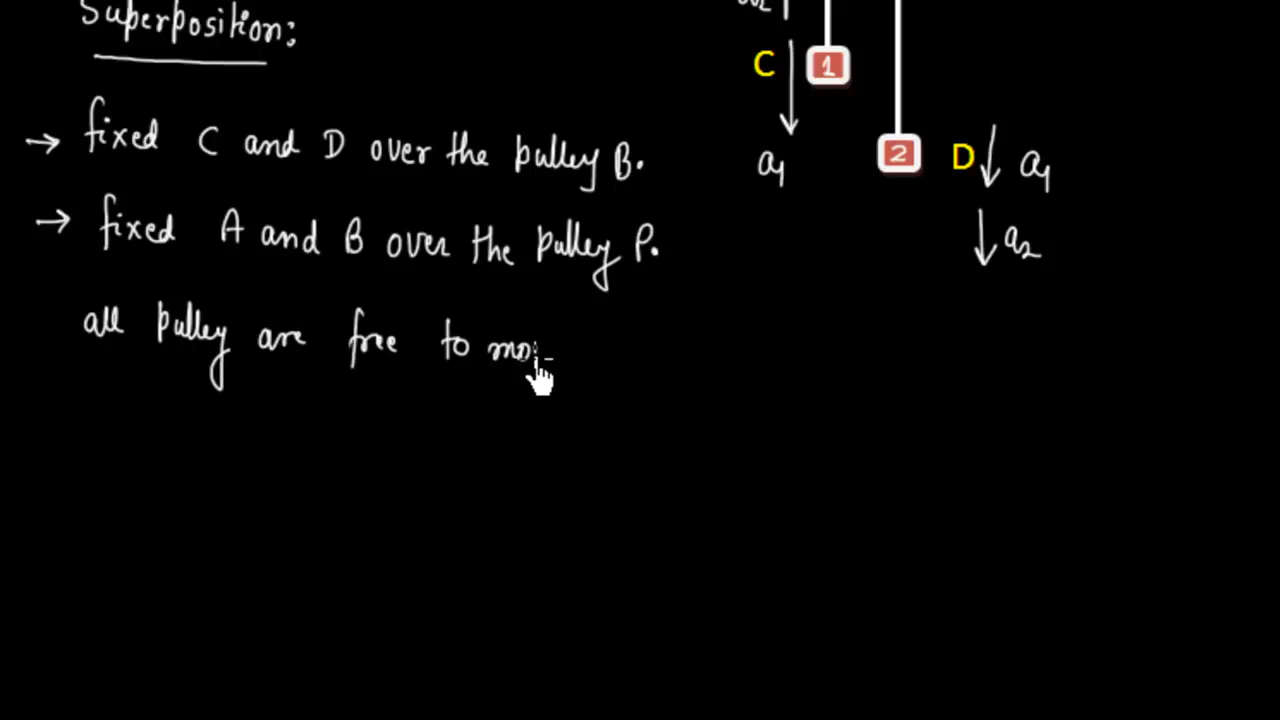 Superposition:
→ fixed C and D over the pulley B.
→ fixed A and B over the pulley P.
all pulley are free to mo
C
1
a1
2
D
a1
a2